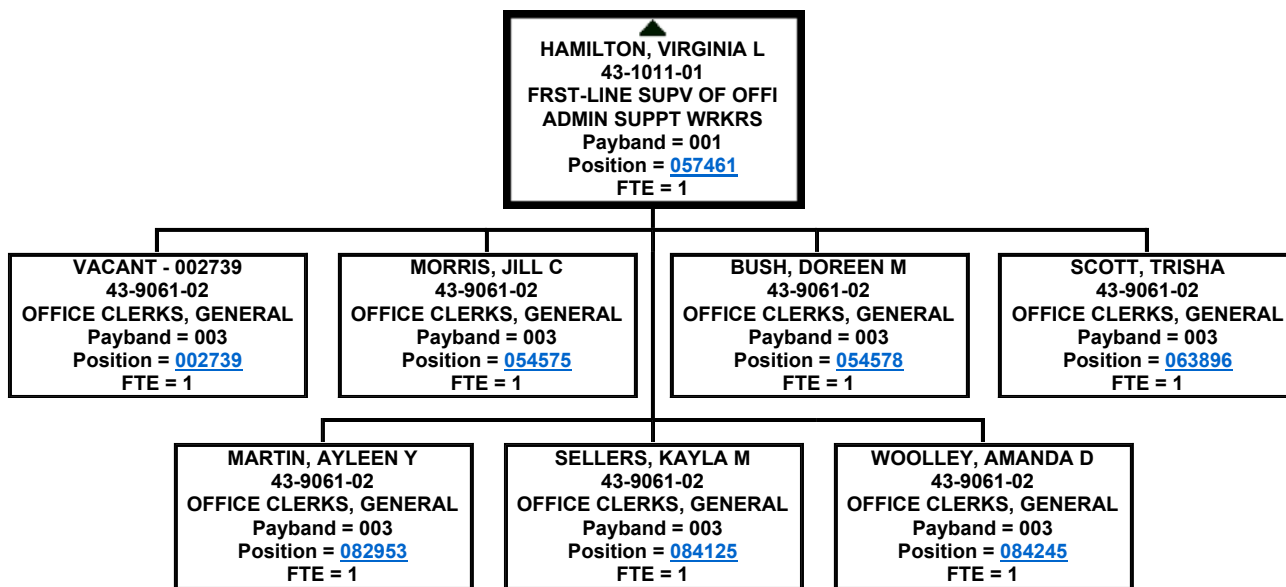 HAMILTON, VIRGINIA L
43-1011-01
FRST-LINE SUPV OF OFFI
ADMIN SUPPT WRKRS
Payband = 001
Position = 057461
FTE = 1
VACANT - 002739
43-9061-02
OFFICE CLERKS, GENERAL
Payband = 003
Position = 002739
FTE = 1
MORRIS, JILL C
43-9061-02
OFFICE CLERKS, GENERAL
Payband = 003
Position = 054575
FTE = 1
BUSH, DOREEN M
43-9061-02
OFFICE CLERKS, GENERAL
Payband = 003
Position = 054578
FTE = 1
SCOTT, TRISHA
43-9061-02
OFFICE CLERKS, GENERAL
Payband = 003
Position = 063896
FTE = 1
MARTIN, AYLEEN Y
43-9061-02
OFFICE CLERKS, GENERAL
Payband = 003
Position = 082953
FTE = 1
SELLERS, KAYLA M
43-9061-02
OFFICE CLERKS, GENERAL
Payband = 003
Position = 084125
FTE = 1
WOOLLEY, AMANDA D
43-9061-02
OFFICE CLERKS, GENERAL
Payband = 003
Position = 084245
FTE = 1